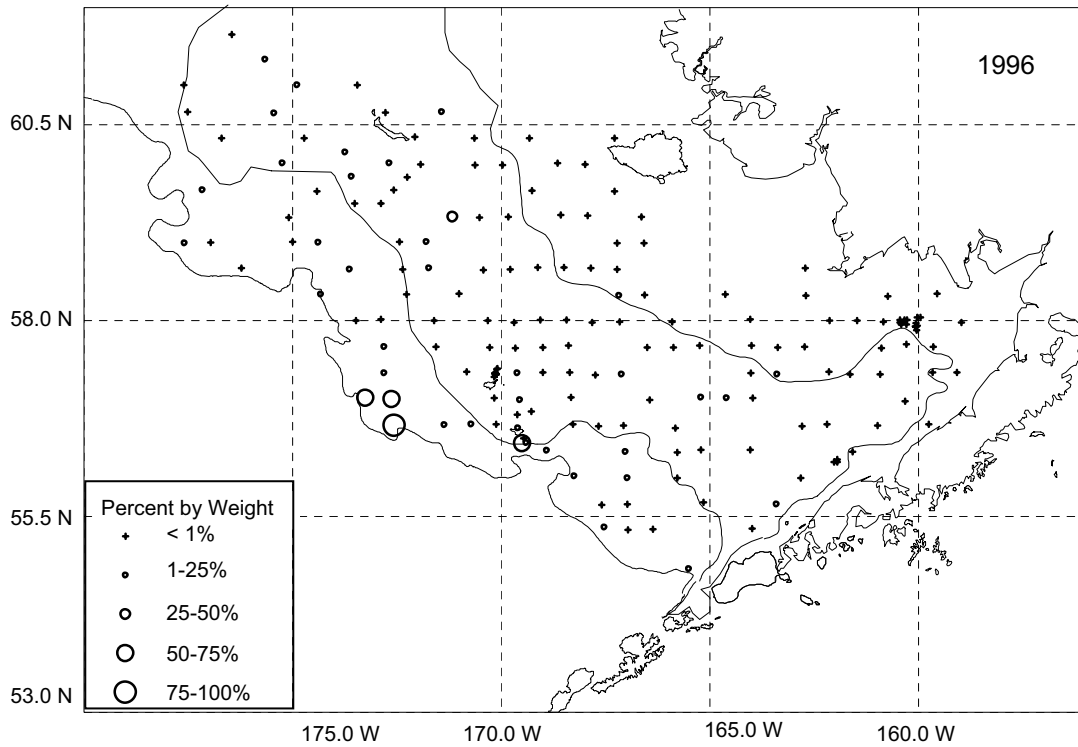 1996
60.5 N
58.0 N
55.5 N
53.0 N
Percent by Weight
< 1%
1-25%
25-50%
50-75%
75-100%
175.0 W 170.0 W 165.0 W 160.0 W